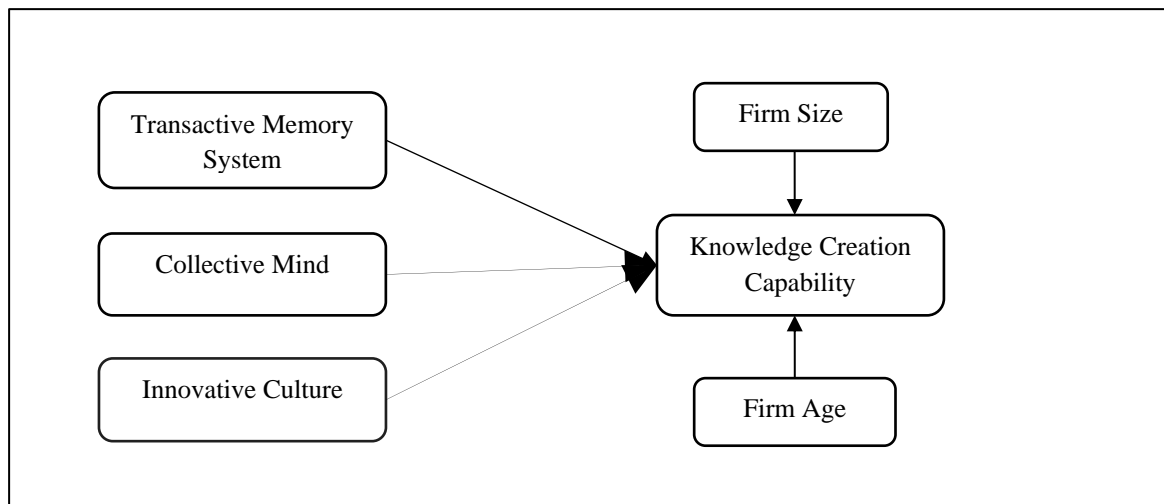 Transactive Memory
System
Collective Mind
Innovative Culture
Firm Size
Knowledge Creation
Capability
Firm Age